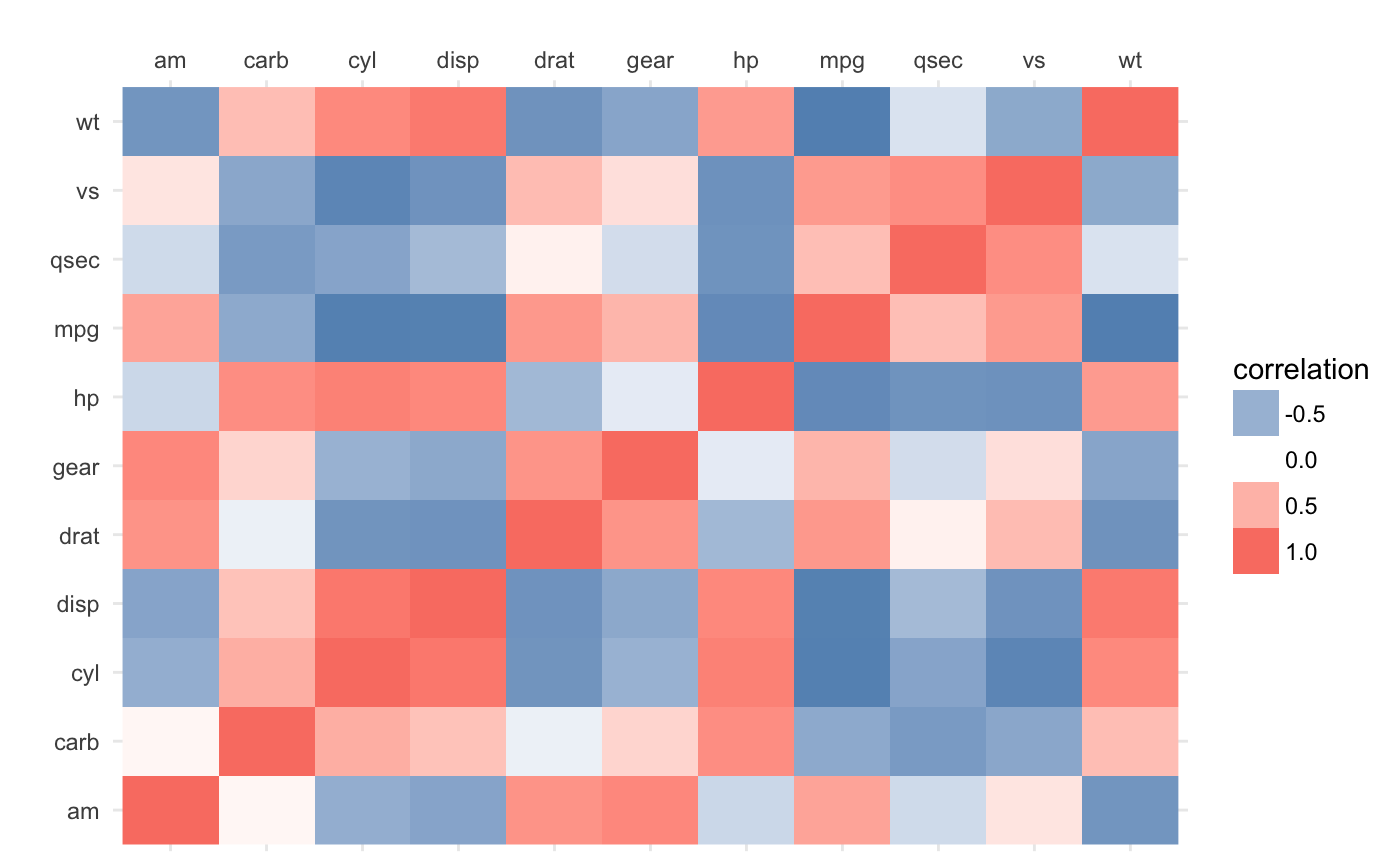 am carb cyl disp drat gear hp mpg qsec vs wt
wt
vs
qsec
mpg
hp
gear
drat
disp
cyl
carb
am
correlation
-0.5
0.0
0.5
1.0